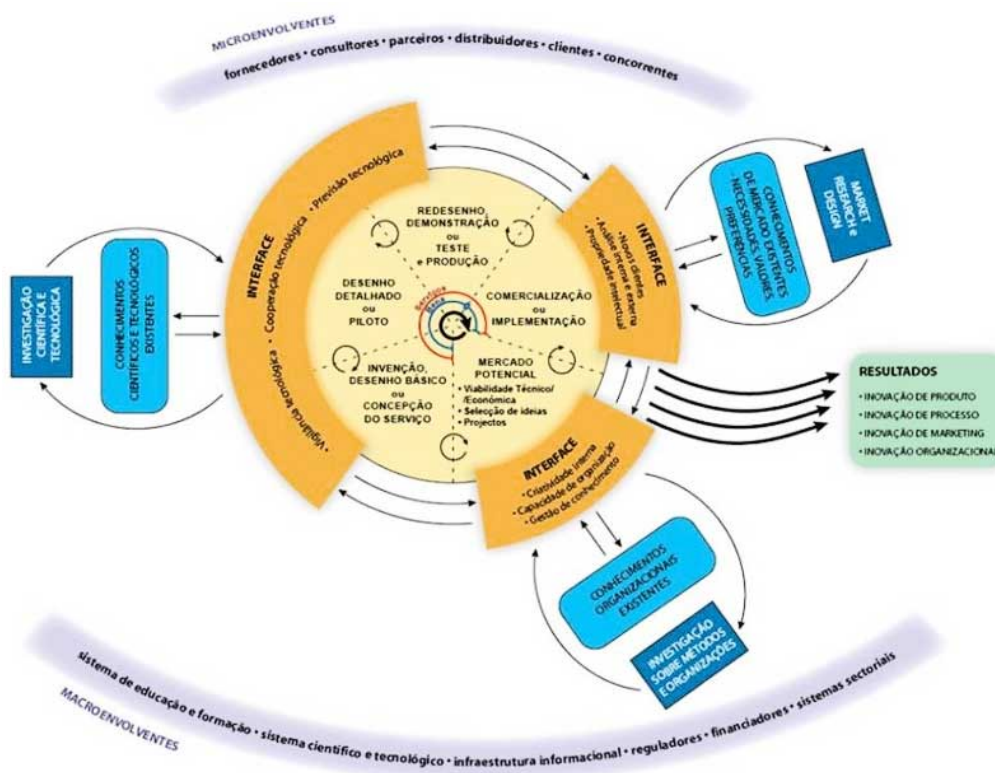 MICROENVOLVENTES
fornecedores • consultores • parceiros • distribuidores • clientes • concorrentes
INTERFACE
• Vigilância tecnológica • Cooperação tecnológica • Previsão tecnológica
INVESTIGAÇÃO
CIENTÍFICA E
TECNOLÓGICA
CONHECIMENTOS
CIENTÍFICOS E TECNOLÓGICOS
EXISTENTES
REDESENHO,
DEMONSTRAÇÃO
ou
TESTE
e PRODUÇÃO
DESENHO
DETALHADO
ou
PILOTO
Serviços
Bens
COMERCIALIZAÇÃO
ou
IMPLEMENTAÇÃO
INVENÇÃO,
DESENHO BÁSICO
ou
CONCEPÇÃO
DO SERVIÇO
MERCADO
POTENCIAL
• Viabilidade Técnico/
/Económica
• Selecção de ideias
• Projectos
INTERFACE
• Novos clientes
• Análise interna e externa
• Propriedade intelectual
CONHECIMENTOS
DE MERCADO EXISTENTES
- NECESSIDADES VALORES
PREFERÊNCIAS
MARKET
RESEARCH e
DESIGN
RESULTADOS
• INOVAÇÃO DE PRODUTO
• INOVAÇÃO DE PROCESSO
• INOVAÇÃO DE MARKETING
• INOVAÇÃO ORGANIZACIONAL
INTERFACE
• Criatividade interna
• Capacidade de organização
• Gestão de conhecimento
CONHECIMENTOS
ORGANIZACIONAIS
EXISTENTES
INVESTIGAÇÃO
SOBRE MÉTODOS
E ORGANIZAÇÕES
sistema de educação e formação • sistema científico e tecnológico • infraestrutura informacional • reguladores • financiadores • sistemas sectoriais
MACROENVOLVENTES